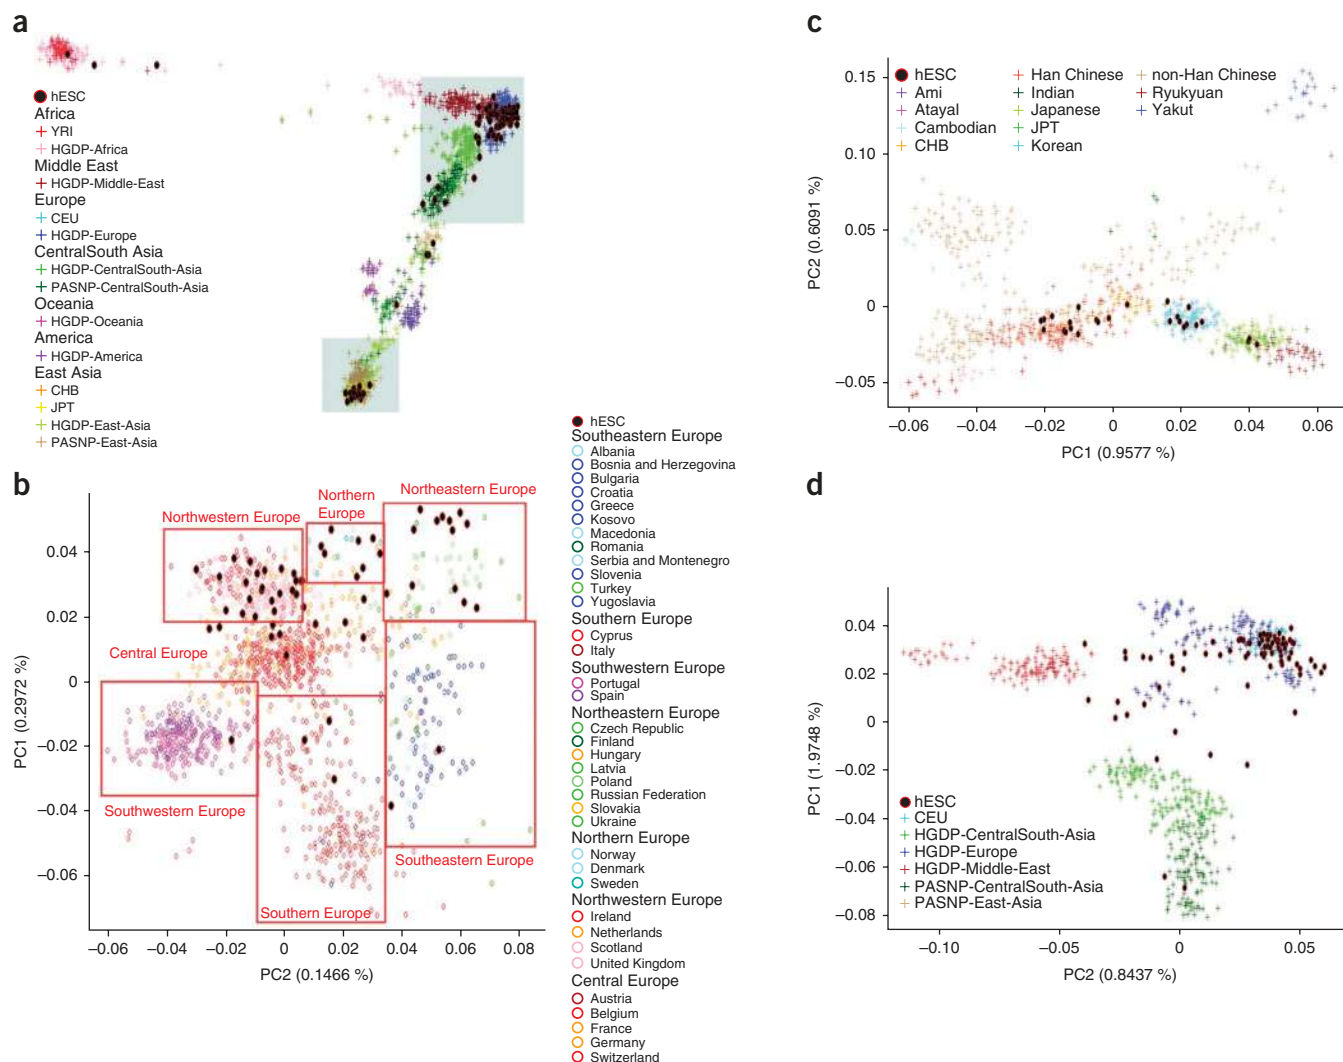 a
hESC
Africa
YRI
HGDP-Africa
Middle East
HGDP-Middle-East
Europe
CEU
HGDP-Europe
CentralSouth Asia
HGDP-CentralSouth-Asia
PASNP-CentralSouth-Asia
Oceania
HGDP-Oceania
America
HGDP-America
East Asia
CHB
JPT
HGDP-East-Asia
PASNP-East-Asia
b
Northwestern Europe
Northern
Europe
Northeastern Europe
Central Europe
Southwestern Europe
Southern Europe
Southeastern Europe
0.04
0.02
0
−0.02
−0.04
−0.06
PC1 (0.2972 %)
−0.06
−0.04
−0.02
0
0.02
0.04
0.06
0.08
PC2 (0.1466 %)
hESC
Southeastern Europe
Albania
Bosnia and Herzegovina
Bulgaria
Croatia
Greece
Kosovo
Macedonia
Romania
Serbia and Montenegro
Slovenia
Turkey
Yugoslavia
Southern Europe
Cyprus
Italy
Southwestern Europe
Portugal
Spain
Northeastern Europe
Czech Republic
Finland
Hungary
Latvia
Poland
Russian Federation
Slovakia
Ukraine
Northern Europe
Norway
Denmark
Sweden
Northwestern Europe
Ireland
Netherlands
Scotland
United Kingdom
Central Europe
Austria
Belgium
France
Germany
Switzerland
c
hESC
Ami
Atayal
Cambodian
CHB
Han Chinese
Indian
Japanese
JPT
Korean
non-Han Chinese
Ryukyuan
Yakut
0.15
0.10
0.05
0
−0.05
PC2 (0.6091 %)
−0.06
−0.04
−0.02
0.00
0.02
0.04
0.06
PC1 (0.9577 %)
d
0.04
0.02
0
−0.02
−0.04
−0.06
−0.08
PC1 (1.9748 %)
hESC
CEU
HGDP-CentralSouth-Asia
HGDP-Europe
HGDP-Middle-East
PASNP-CentralSouth-Asia
PASNP-East-Asia
−0.10
−0.05
0
0.05
PC2 (0.8437 %)